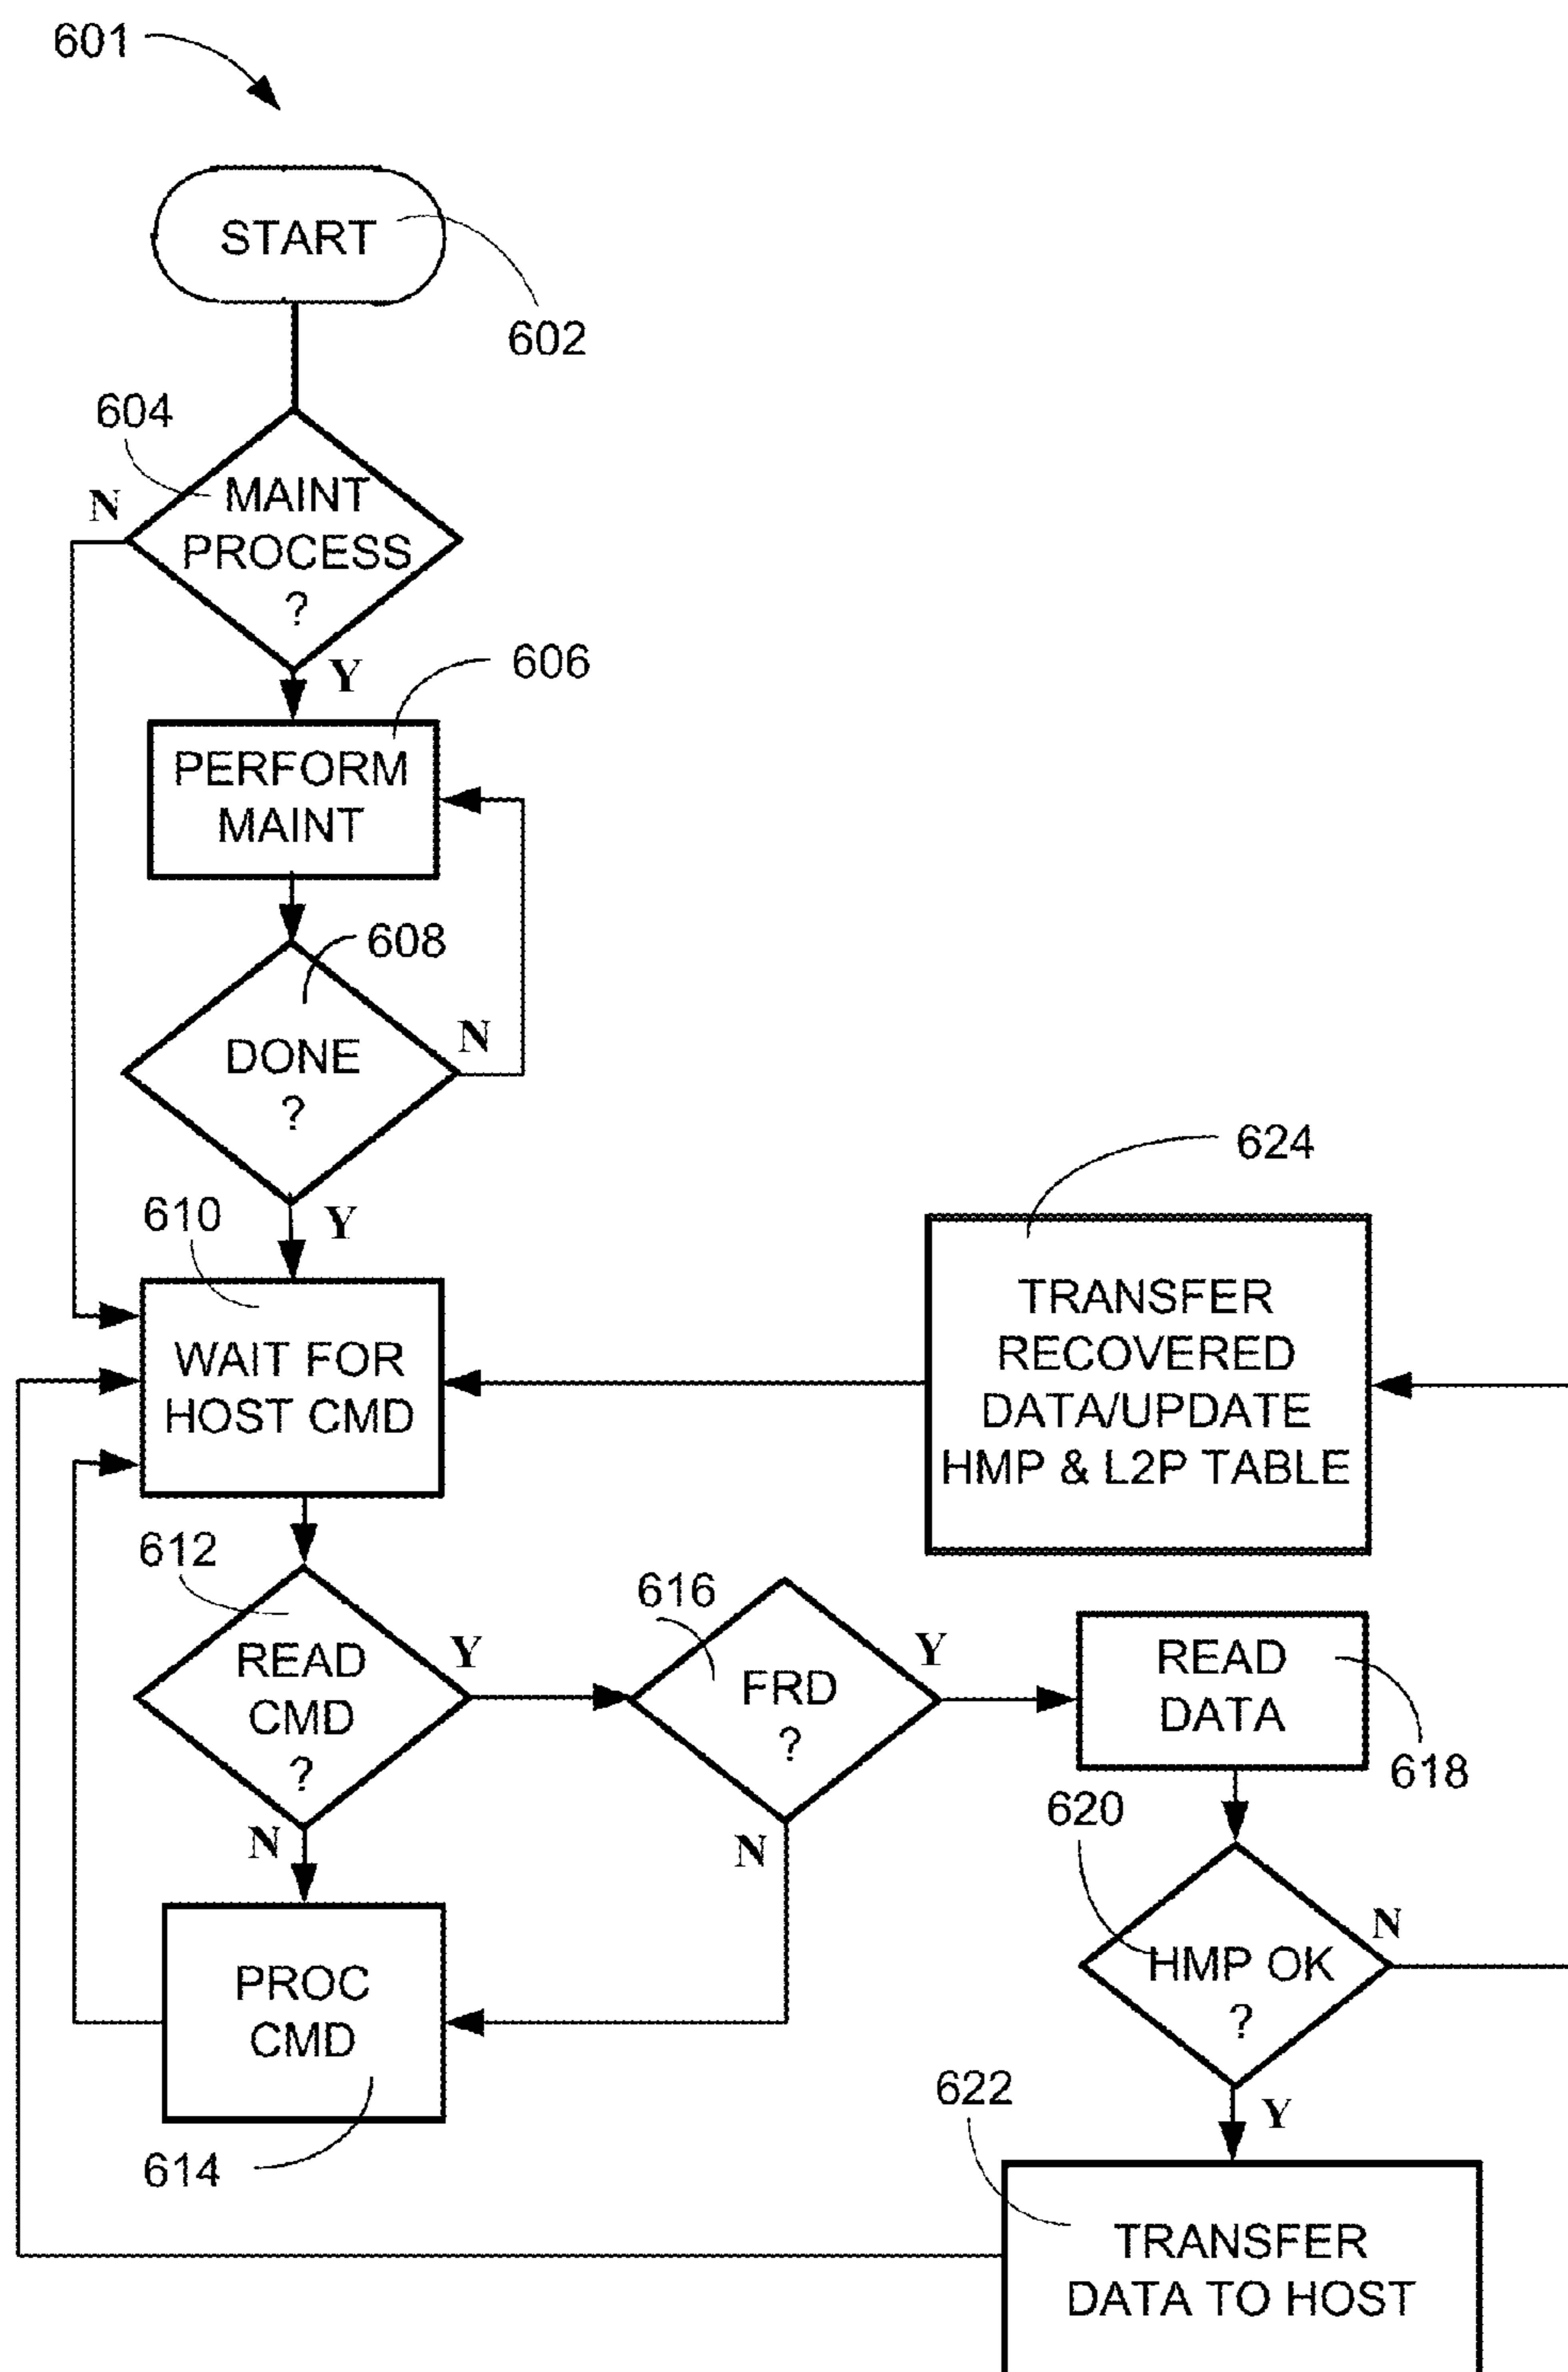 601
START
602
604
N
MAINT
PROCESS
?
Y
606
PERFORM
MAINT
608
DONE
?
N
Y
610
WAIT FOR
HOST CMD
624
TRANSFER
RECOVERED
DATA/UPDATE
HMP & L2P TABLE
612
READ
CMD
?
Y
N
616
FRD
?
Y
N
READ
DATA
618
PROC
CMD
614
620
HMP OK
?
N
Y
622
TRANSFER
DATA TO HOST